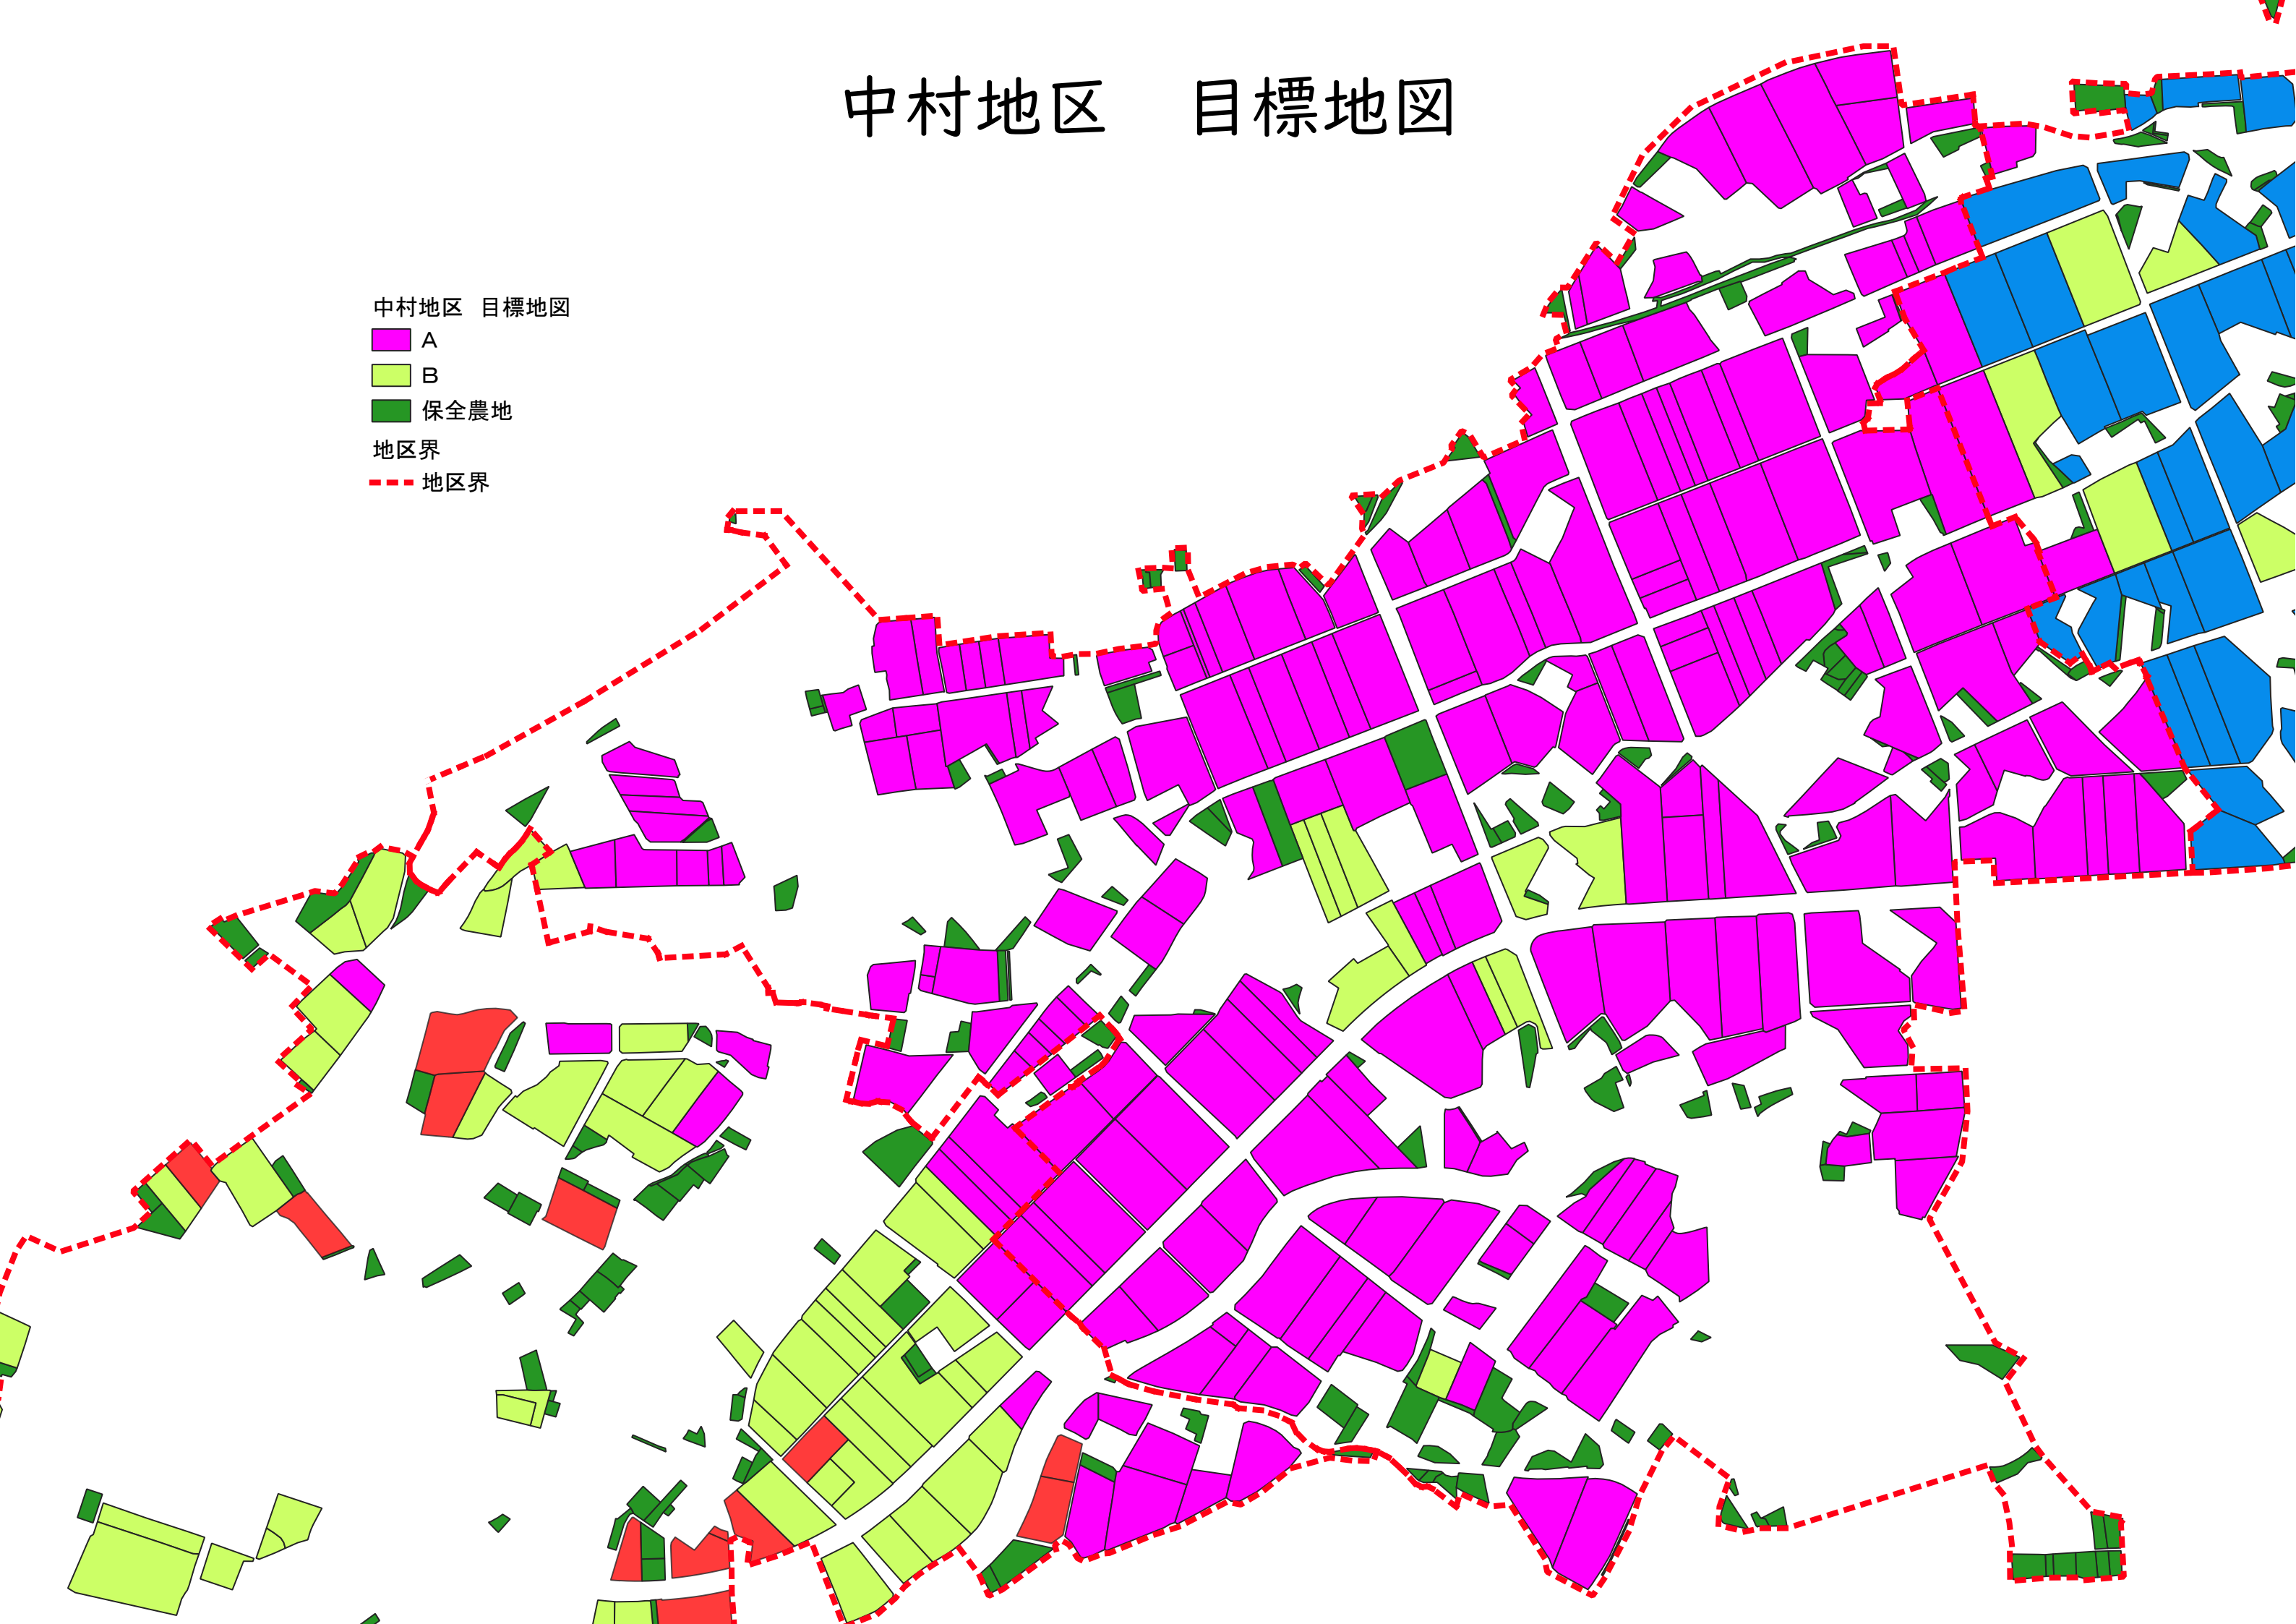 中村地区　目標地図
中村地区　目標地図
A
B
保全農地
地区界
地区界